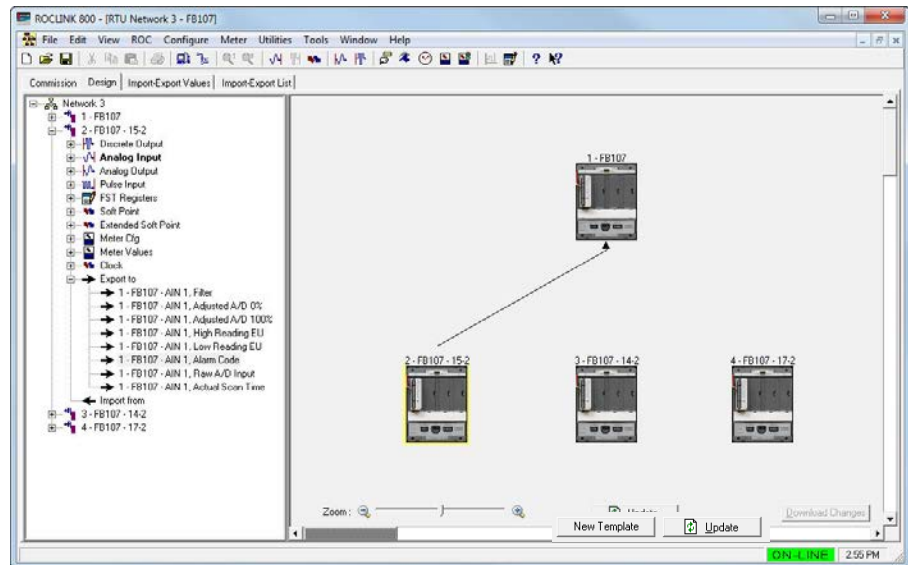 ROCLINK 800 - [RTU Network 3 - FB107]
File Edit View ROC Configure Meter Utilities Tools Window Help
Commission Design Import-Export Values Import-Export List
Network 3
1 - FB107
2 - FB107 - 15-2
Discrete Output
Analog Input
Analog Output
Pulse Input
FST Registers
Soft Point
Extended Soft Point
Meter Cfg
Meter Values
Clock
Export to
1 - FB107 - AIN 1, Filter
1 - FB107 - AIN 1, Adjusted A/D 0%
1 - FB107 - AIN 1, Adjusted A/D 100%
1 - FB107 - AIN 1, High Reading EU
1 - FB107 - AIN 1, Low Reading EU
1 - FB107 - AIN 1, Alarm Code
1 - FB107 - AIN 1, Raw A/D Input
1 - FB107 - AIN 1, Actual Scan Time
Import from
3 - FB107 - 14-2
4 - FB107 - 17-2
1 - FB107
2 - FB107 - 15-2 3 - FB107 - 14-2 4 - FB107 - 17-2
Zoom: Update Download Changes
New Template Update
ON-LINE 2:55 PM